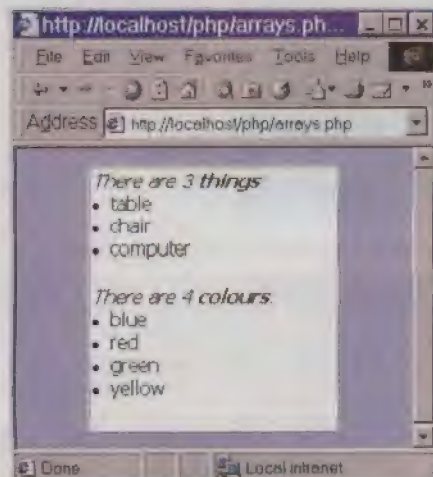 http://localhost/php/arrays.ph...
File Edit View Favorites Tools Help
Address http://localhost/php/arrays.php
There are 3 things
• table
• chair
• computer
There are 4 colours.
• blue
• red
• green
• yellow
Done Local intranet